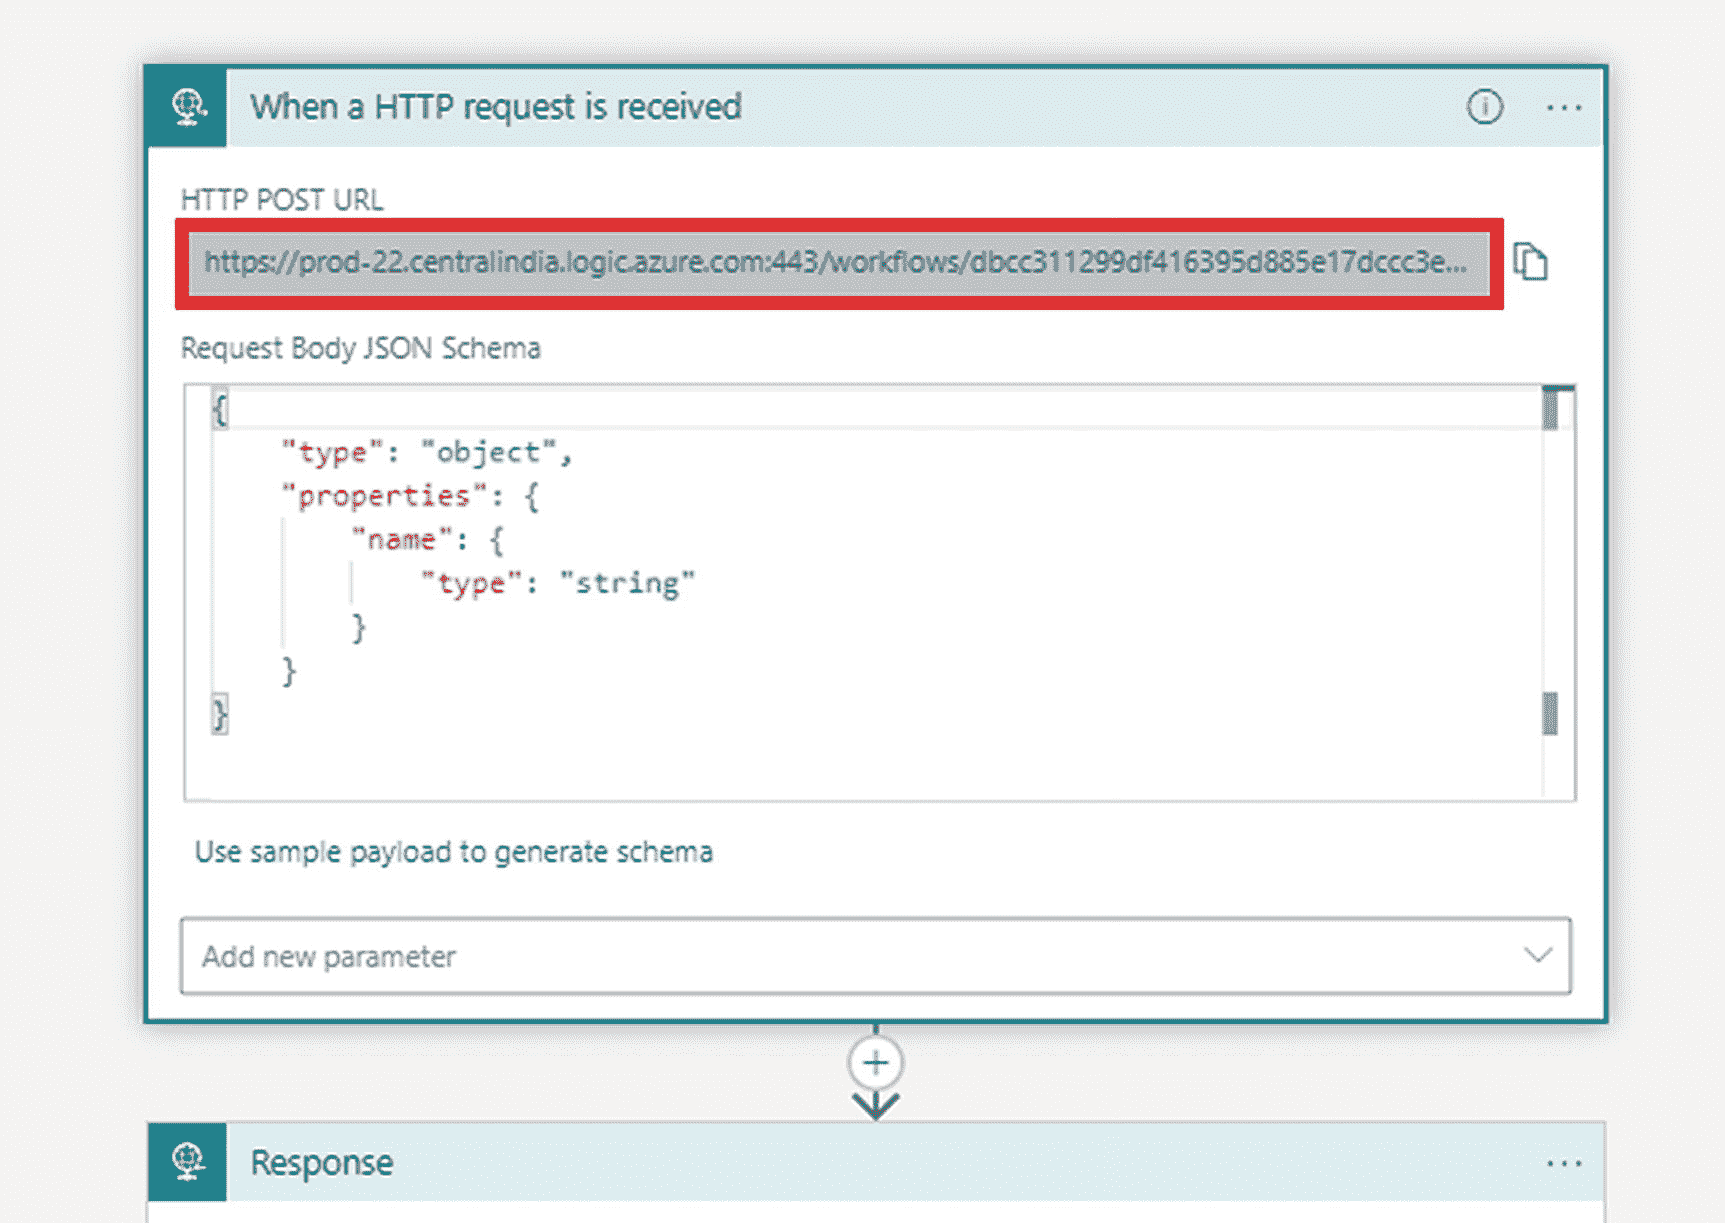 When a HTTP request is received
HTTP POST URL
https://prod-22.centralindia.logic.azure.com:443/workflows/dbcc311299df416395d885e17dccc3e...
Request Body JSON Schema
{
"type": "object",
"properties": {
"name": {
"type": "string"
}
}
}
Use sample payload to generate schema
Add new parameter
Response